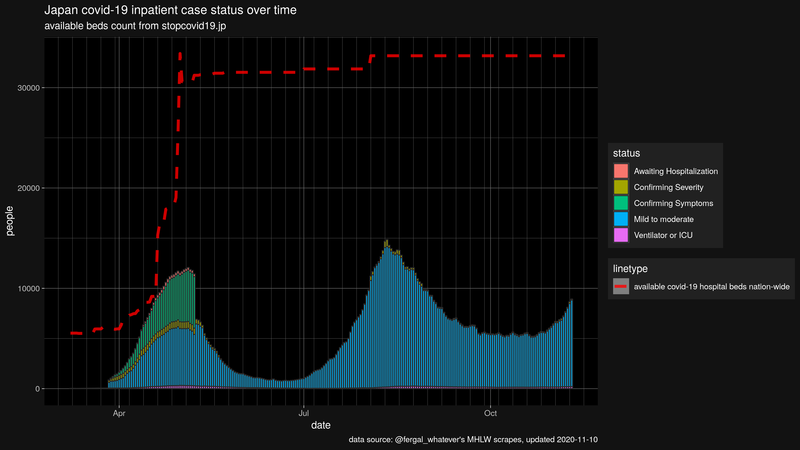 Japan covid-19 inpatient case status over time
available beds count from stopcovid19.jp
people
30000
20000
10000
0
Apr
Jul
Oct
date
status
Awaiting Hospitalization
Confirming Severity
Confirming Symptoms
Mild to moderate
Ventilator or ICU
linetype
available covid-19 hospital beds nation-wide
data source: @fergal_whatever's MHLW scrapes, updated 2020-11-10